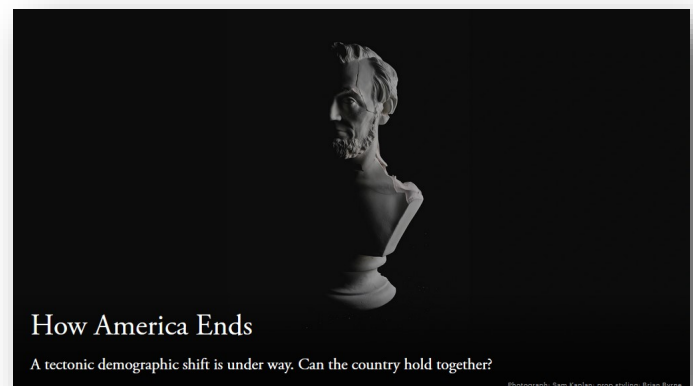 How America Ends
A tectonic demographic shift is under way. Can the country hold together?
Photograph: Sam Kaplan; prop styling: Brian Byrne